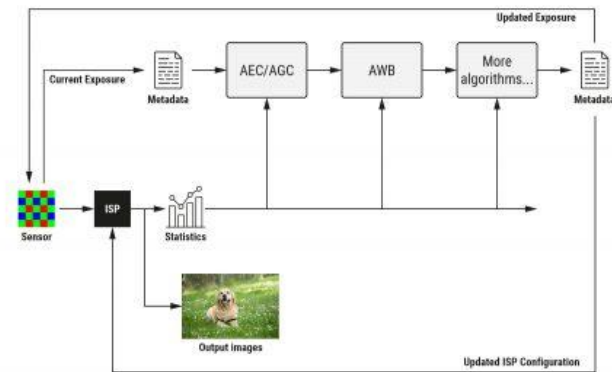 Updated Exposure
Current Exposure
Metadata
AEC/AGC
AWB
More
algorithms...
Metadata
Sensor
ISP
Statistics
Output images
Updated ISP Configuration